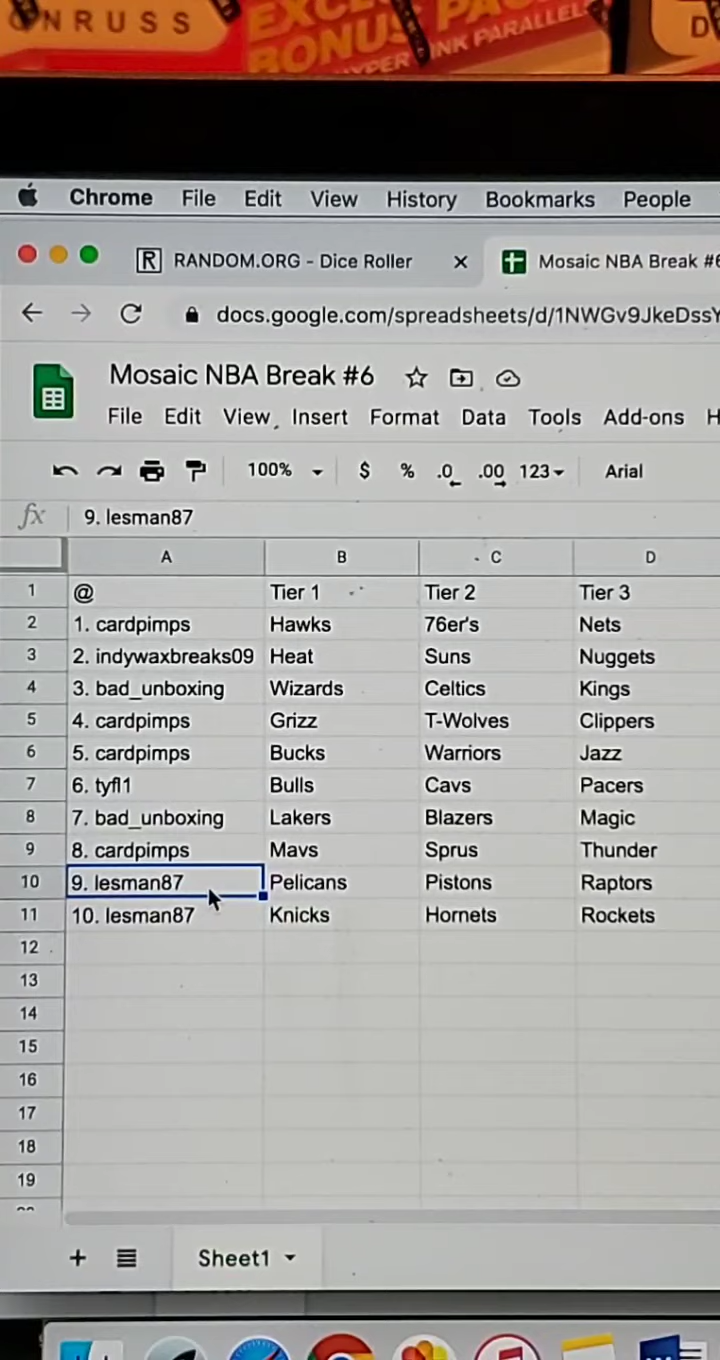 NRUSS
BONUS
INK PARALLEL
Chrome File Edit View History Bookmarks People
RANDOM.ORG - Dice Roller × Mosaic NBA Break #6
docs.google.com/spreadsheets/d/1NWGv9JkeDssY
Mosaic NBA Break #6
File Edit View Insert Format Data Tools Add-ons H
100% $ % .0 .00 123 Arial
fx 9. lesman87
A B C D
1 @ Tier 1 Tier 2 Tier 3
2 1. cardpimps Hawks 76er's Nets
3 2. indywaxbreaks09 Heat Suns Nuggets
4 3. bad_unboxing Wizards Celtics Kings
5 4. cardpimps Grizz T-Wolves Clippers
6 5. cardpimps Bucks Warriors Jazz
7 6. tyfl1 Bulls Cavs Pacers
8 7. bad_unboxing Lakers Blazers Magic
9 8. cardpimps Mavs Sprus Thunder
10 9. lesman87 Pelicans Pistons Raptors
11 10. lesman87 Knicks Hornets Rockets
12
13
14
15
16
17
18
19
+ Sheet1